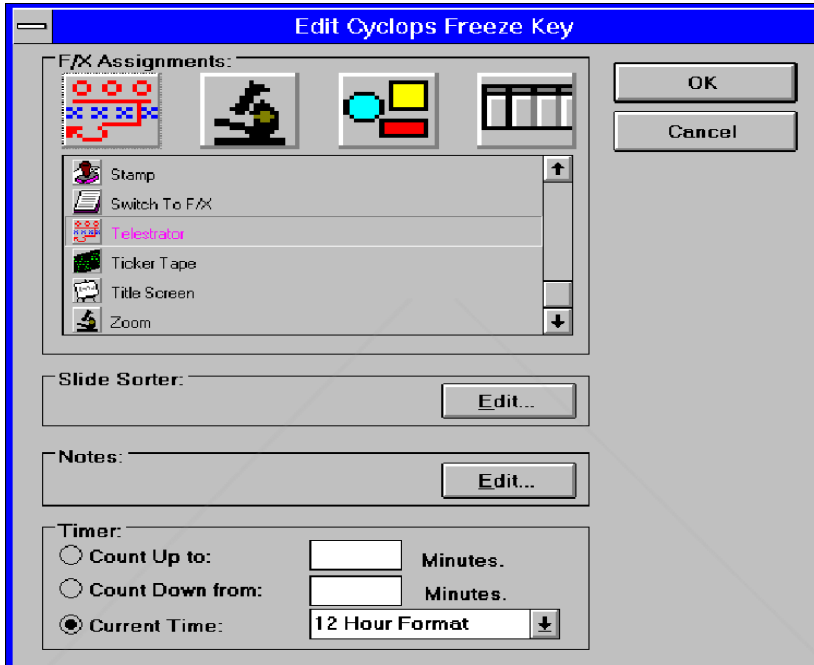 Edit Cyclops Freeze Key
F/X Assignments:
OK
Cancel
Stamp
Switch To F/X
Telestrator
Ticker Tape
Title Screen
Zoom
Slide Sorter:
Edit...
Notes:
Edit...
Timer:
Count Up to: Minutes.
Count Down from: Minutes.
Current Time: 12 Hour Format